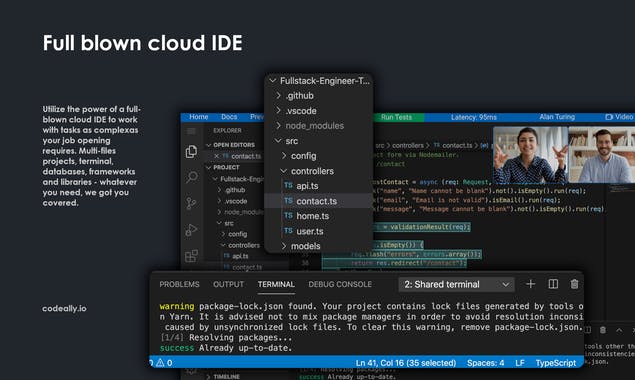 Full blown cloud IDE
Utilize the power of a full-
blown cloud IDE to work
with tasks as complexas
your job opening
requires. Multi-files
projects, terminal,
databases, frameworks
and libraries - whatever
you need, we got you
covered.
codeally.io
Home Docs Prev
Run Tests
Latency: 95ms
Alan Turing
Video
EXPLORER
OPEN EDITORS
TS contact.ts
PROJECT
Fullstack-Engin
.github
.vscode
node_modu
src
config
controllers
api.ts
contact.ts
TIMELINE
Fullstack-Engineer-T...
.github
.vscode
node_modules
src
config
controllers
TS api.ts
TS contact.ts
TS home.ts
TS user.ts
models
src > controllers > TS contact.ts >
t form via Nodemailer.
/contact
ostContact = async (req: Request,
"name", "Name cannot be blank").not().isEmpty().run(req)
"email", "Email is not valid").isEmail().run(req);
"message", "Message cannot be blank").not().isEmpty().run(req)
= validationResult(req);
.isEmpty()) {
req.flash("errors", errors.array());
return res.redirect("/contact");
PROBLEMS OUTPUT TERMINAL DEBUG CONSOLE 2: Shared terminal
warning package-lock.json found. Your project contains lock files generated by tools o
n Yarn. It is advised not to mix package managers in order to avoid resolution inconsi
caused by unsynchronized lock files. To clear this warning, remove package-lock.json.
[1/4] Resolving packages...
success Already up-to-date.
0 Ln 41, Col 16 (35 selected) Spaces: 4 LF TypeScript
tools other tha
inconsistencies
k.json.
success Already up-to-date.